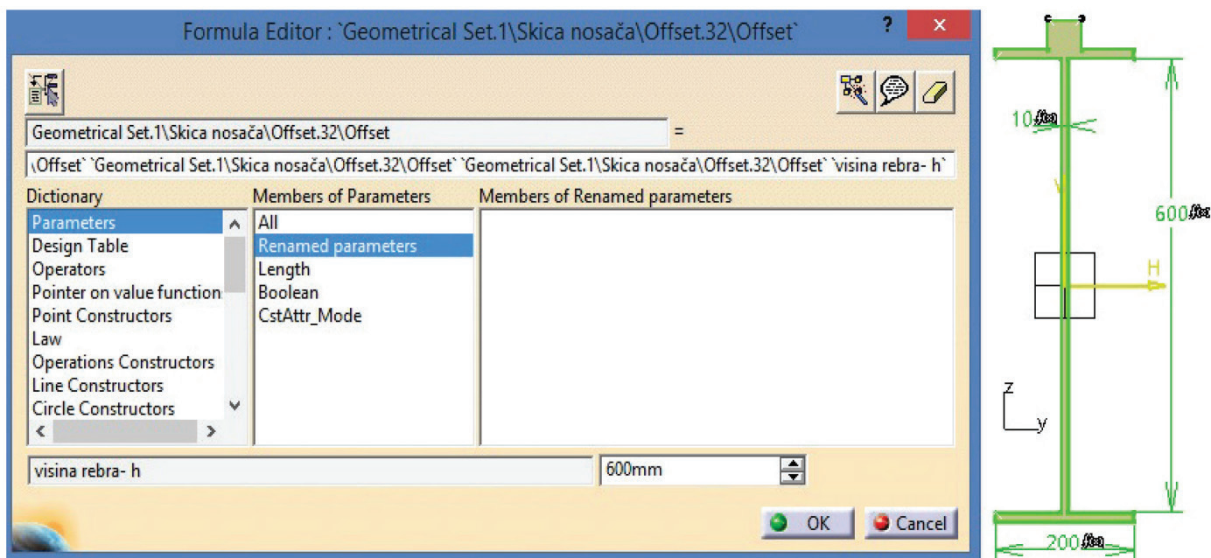 Formula Editor : `Geometrical Set.1\Skica nosača\Offset.32\Offset`
?
x
Geometrical Set.1\Skica nosača\Offset.32\Offset
=
\Offset` `Geometrical Set.1\Skica nosača\Offset.32\Offset` `Geometrical Set.1\Skica nosača\Offset.32\Offset` `visina rebra- h`
Dictionary
Parameters
Design Table
Operators
Pointer on value function
Point Constructors
Law
Operations Constructors
Line Constructors
Circle Constructors
Members of Parameters
All
Renamed parameters
Length
Boolean
CstAttr_Mode
Members of Renamed parameters
visina rebra- h
600mm
OK
Cancel
10
V
600
H
z
y
200